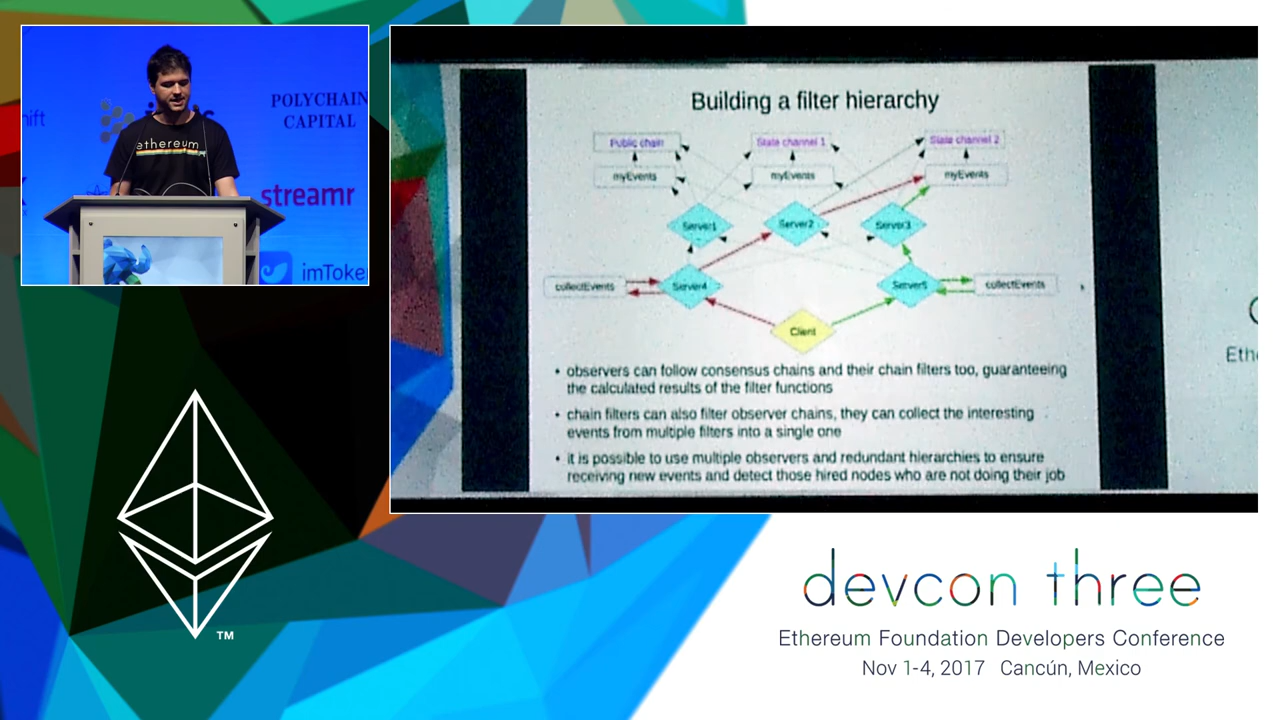 POLYCHAIN
CAPITAL
ethereum
streamr
imToke
Building a filter hierarchy
Public chain
State channel 1
State channel 2
myEvents
myEvents
myEvents
Server1
Server2
Server3
collectEvents
Server4
Server5
collectEvents
Client
• observers can follow consensus chains and their chain filters too, guaranteeing
the calculated results of the filter functions
• chain filters can also filter observer chains, they can collect the interesting
events from multiple filters into a single one
• it is possible to use multiple observers and redundant hierarchies to ensure
receiving new events and detect those hired nodes who are not doing their job
Eth
TM
devcon three
Ethereum Foundation Developers Conference
Nov 1-4, 2017 Cancún, Mexico